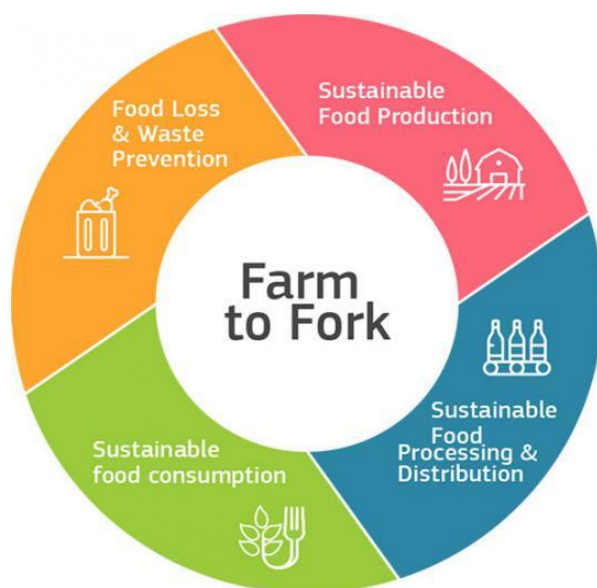 Farm
to Fork
Sustainable
Food Production
Sustainable
Food
Processing &
Distribution
Sustainable
food consumption
Food Loss
& Waste
Prevention